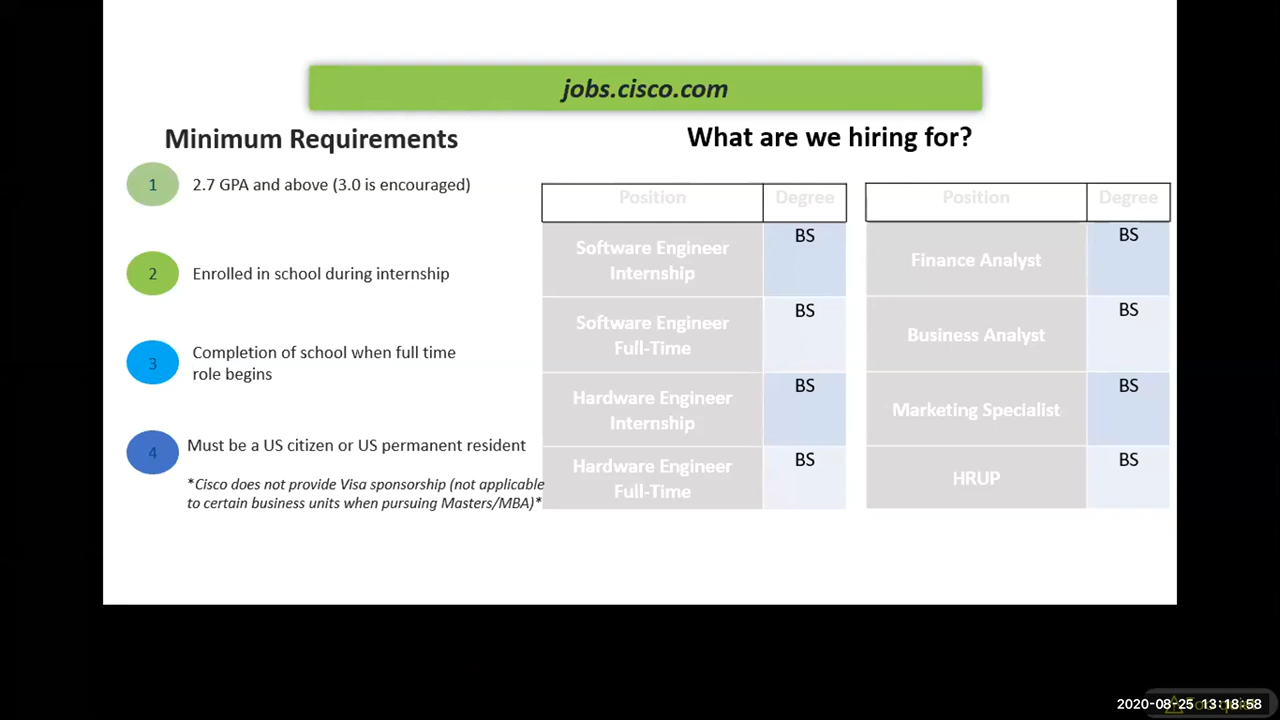 jobs.cisco.com
Minimum Requirements
1
2.7 GPA and above (3.0 is encouraged)
2
Enrolled in school during internship
3
Completion of school when full time
role begins
4
Must be a US citizen or US permanent resident
*Cisco does not provide Visa sponsorship (not applicable
to certain business units when pursuing Masters/MBA)*
What are we hiring for?
Position Degree
Software Engineer
Internship
BS
Software Engineer
Full-Time
BS
Hardware Engineer
Internship
BS
Hardware Engineer
Full-Time
BS
Position Degree
Finance Analyst
BS
Business Analyst
BS
Marketing Specialist
BS
HRUP
BS
2020-08-25 13:18:58